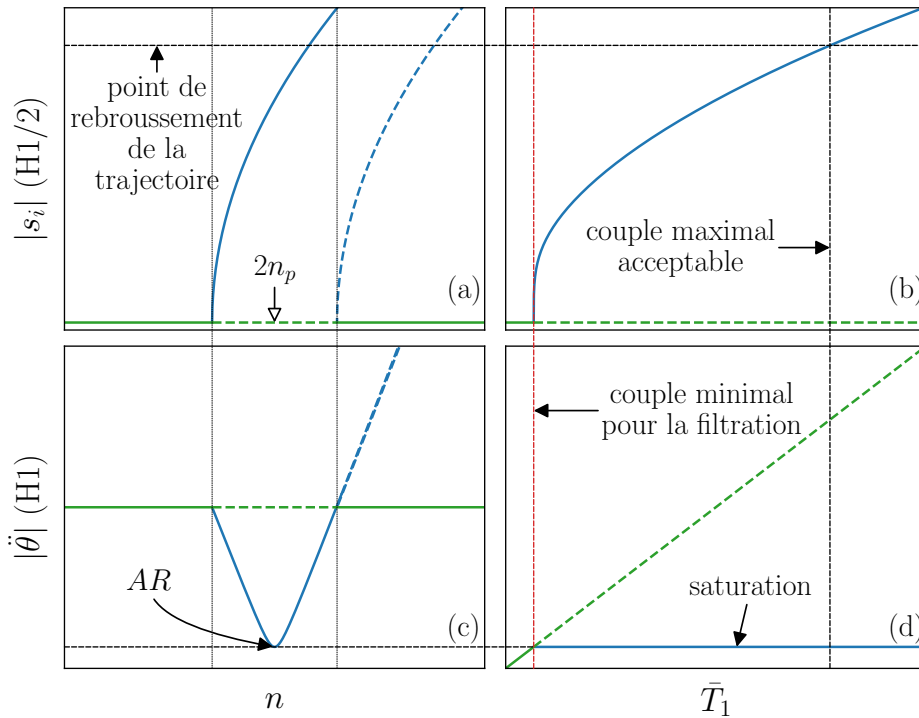 |s_i| (H1/2)
point de
rebroussement
de la
trajectoire
2n_p
(a)
couple maximal
acceptable
(b)
|θ̈| (H1)
AR
(c)
couple minimal
pour la filtration
saturation
(d)
n
T̄_1